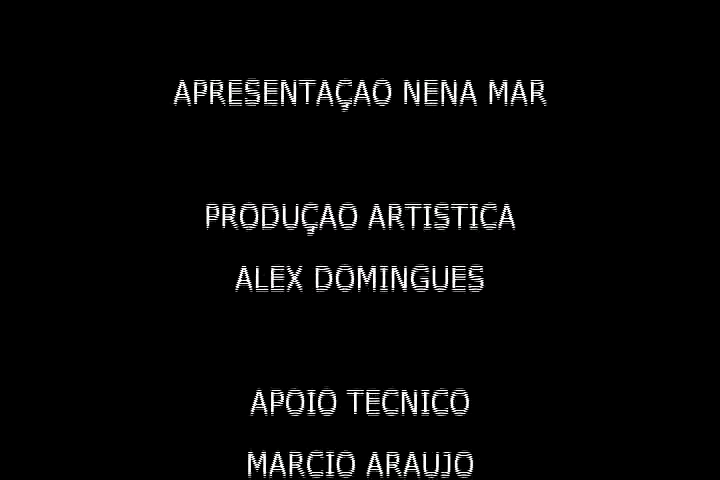 APRESENTAÇAO NENA MAR
PRODUÇAO ARTISTICA
ALEX DOMINGUES
APOIO TECNICO
MARCIO ARAUJO